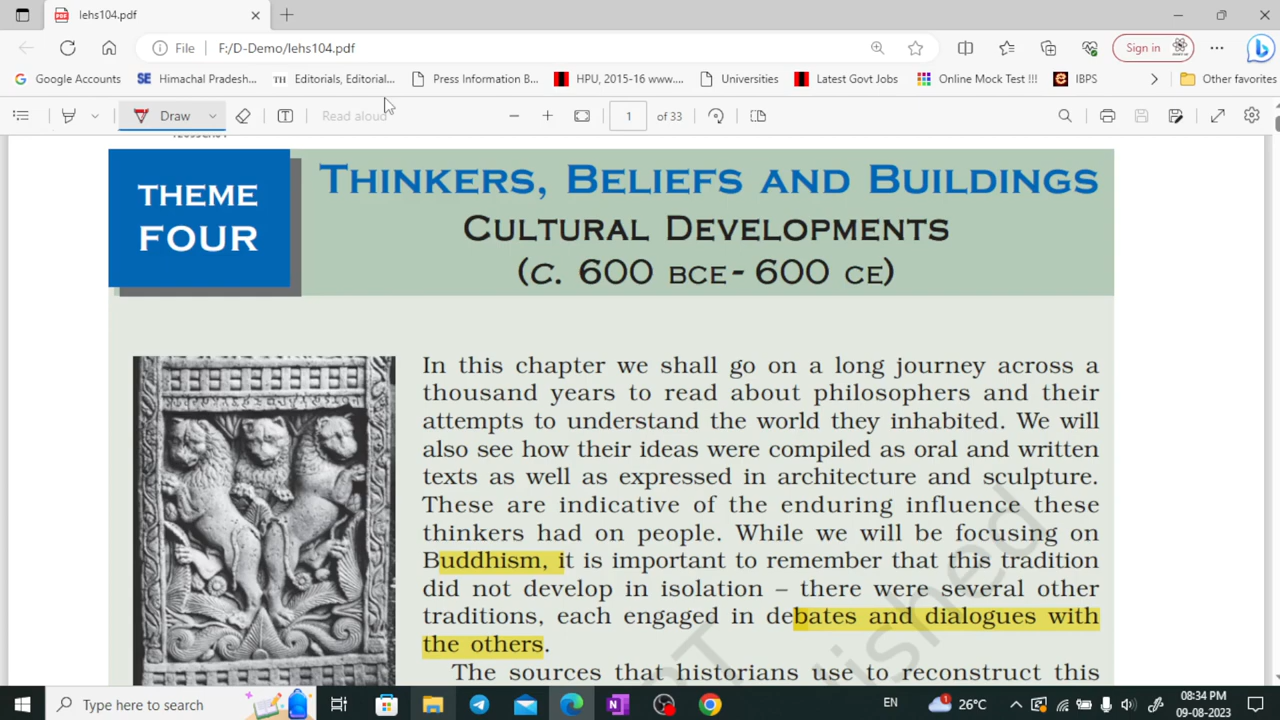 lehs104.pdf
File F:/D-Demo/lehs104.pdf Sign in
Google Accounts SE Himachal Pradesh... TH Editorials, Editorial... Press Information B... HPU, 2015-16 www.... Universities Latest Govt Jobs Online Mock Test !!! IBPS Other favorites
Draw Read aloud 1 of 33
THEME
FOUR
THINKERS, BELIEFS AND BUILDINGS
CULTURAL DEVELOPMENTS
(C. 600 BCE - 600 CE)
In this chapter we shall go on a long journey across a
thousand years to read about philosophers and their
attempts to understand the world they inhabited. We will
also see how their ideas were compiled as oral and written
texts as well as expressed in architecture and sculpture.
These are indicative of the enduring influence these
thinkers had on people. While we will be focusing on
Buddhism, it is important to remember that this tradition
did not develop in isolation – there were several other
traditions, each engaged in debates and dialogues with
the others.
The sources that historians use to reconstruct this
Type here to search EN 26°C 08:34 PM
09-08-2023